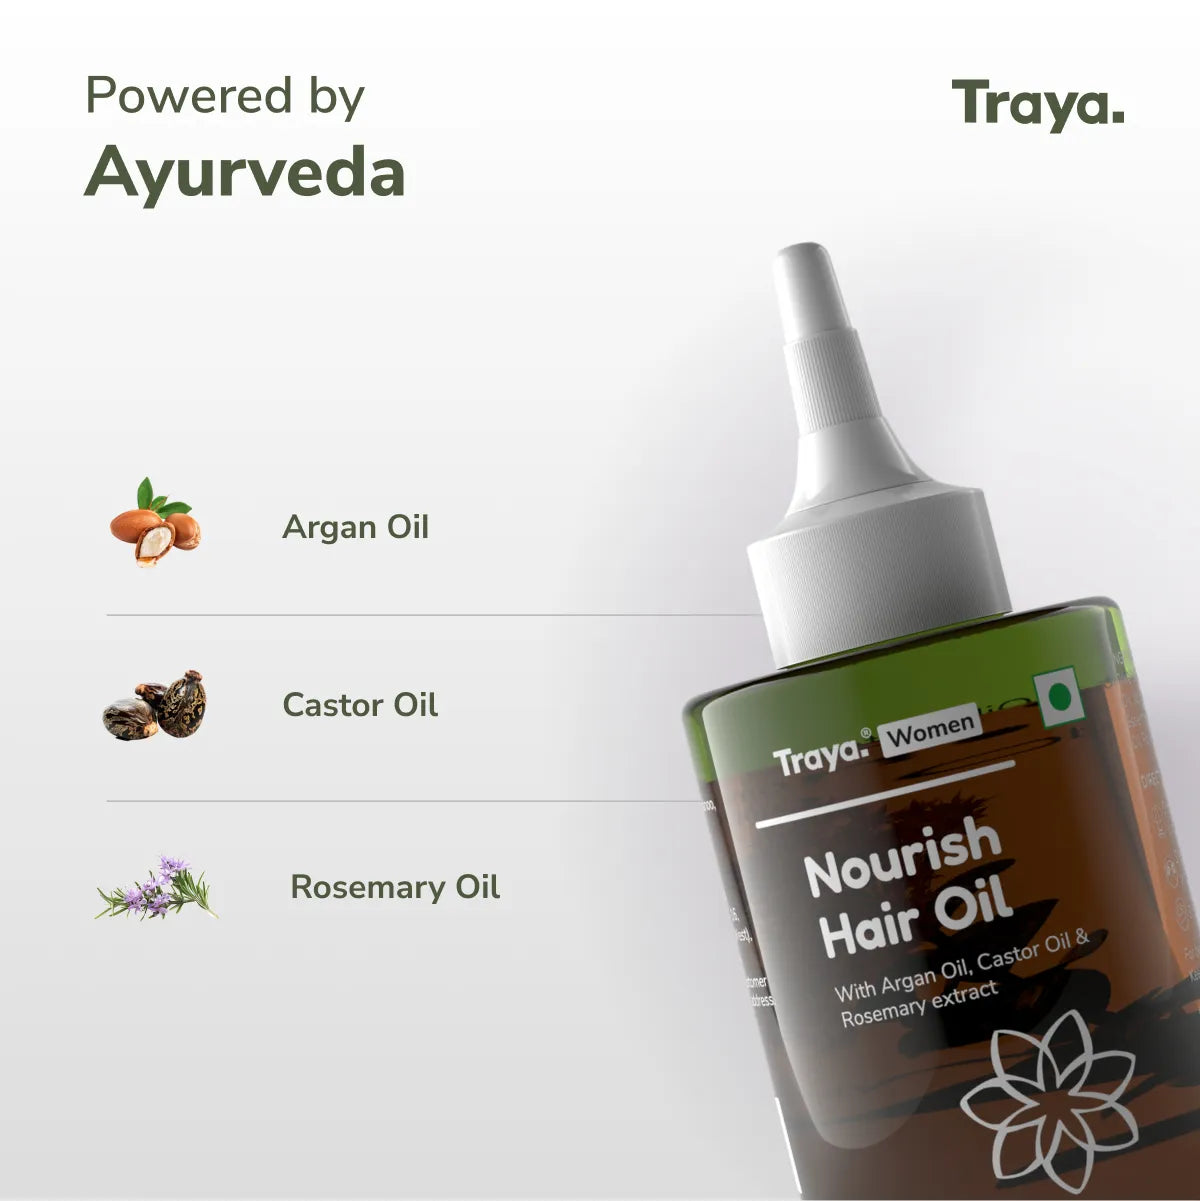 Powered by
Ayurveda
Traya.
Argan Oil
Castor Oil
Rosemary Oil
Traya.® Women
Nourish
Hair Oil
With Argan Oil, Castor Oil &
Rosemary extract